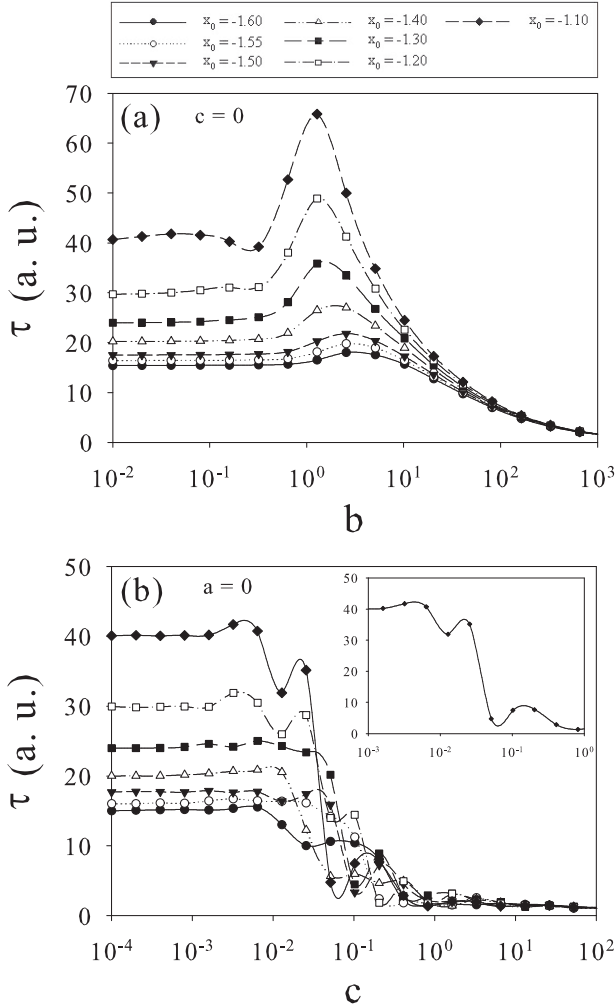 x0 = -1.60 x0 = -1.40 x0 = -1.10
x0 = -1.55 x0 = -1.30
x0 = -1.50 x0 = -1.20
(a) c = 0
70
60
50
40
30
20
10
0
τ (a. u.)
10-2 10-1 100 101 102 103
b
(b) a = 0
50
40
30
20
10
0
τ (a. u.)
50
40
30
20
10
0
10-3 10-2 10-1 100
10-4 10-3 10-2 10-1 100 101 102
c